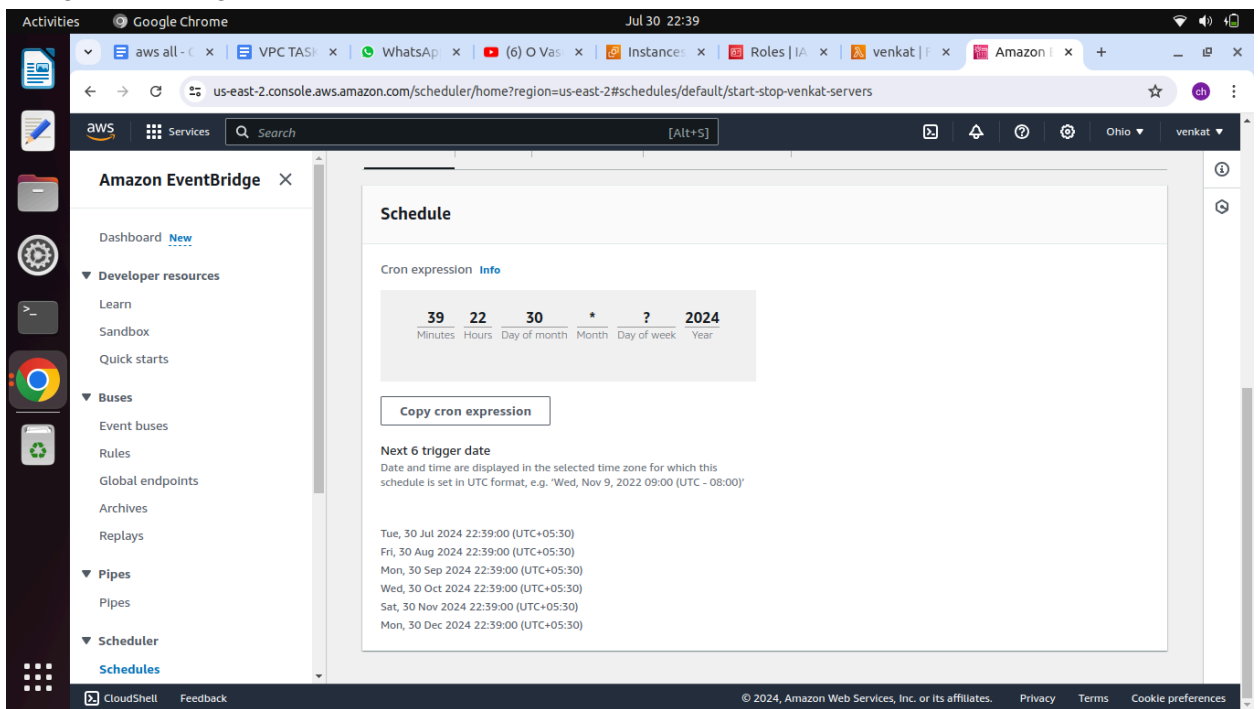 Activities Google Chrome Jul 30 22:39
aws all - VPC TAS WhatsAp (6) O Vas Instances Roles | IA venkat | F Amazon E
us-east-2.console.aws.amazon.com/scheduler/home?region=us-east-2#schedules/default/start-stop-venkat-servers ch
aws Services Search [Alt+S] Ohio venkat
Amazon EventBridge
Dashboard New
Developer resources
Learn
Sandbox
Quick starts
Buses
Event buses
Rules
Global endpoints
Archives
Replays
Pipes
Pipes
Scheduler
Schedules
Schedule
Cron expression Info
39 22 30 * ? 2024
Minutes Hours Day of month Month Day of week Year
Copy cron expression
Next 6 trigger date
Date and time are displayed in the selected time zone for which this
schedule is set in UTC format, e.g. 'Wed, Nov 9, 2022 09:00 (UTC - 08:00)'
Tue, 30 Jul 2024 22:39:00 (UTC+05:30)
Fri, 30 Aug 2024 22:39:00 (UTC+05:30)
Mon, 30 Sep 2024 22:39:00 (UTC+05:30)
Wed, 30 Oct 2024 22:39:00 (UTC+05:30)
Sat, 30 Nov 2024 22:39:00 (UTC+05:30)
Mon, 30 Dec 2024 22:39:00 (UTC+05:30)
CloudShell Feedback © 2024, Amazon Web Services, Inc. or its affiliates. Privacy Terms Cookie preferences